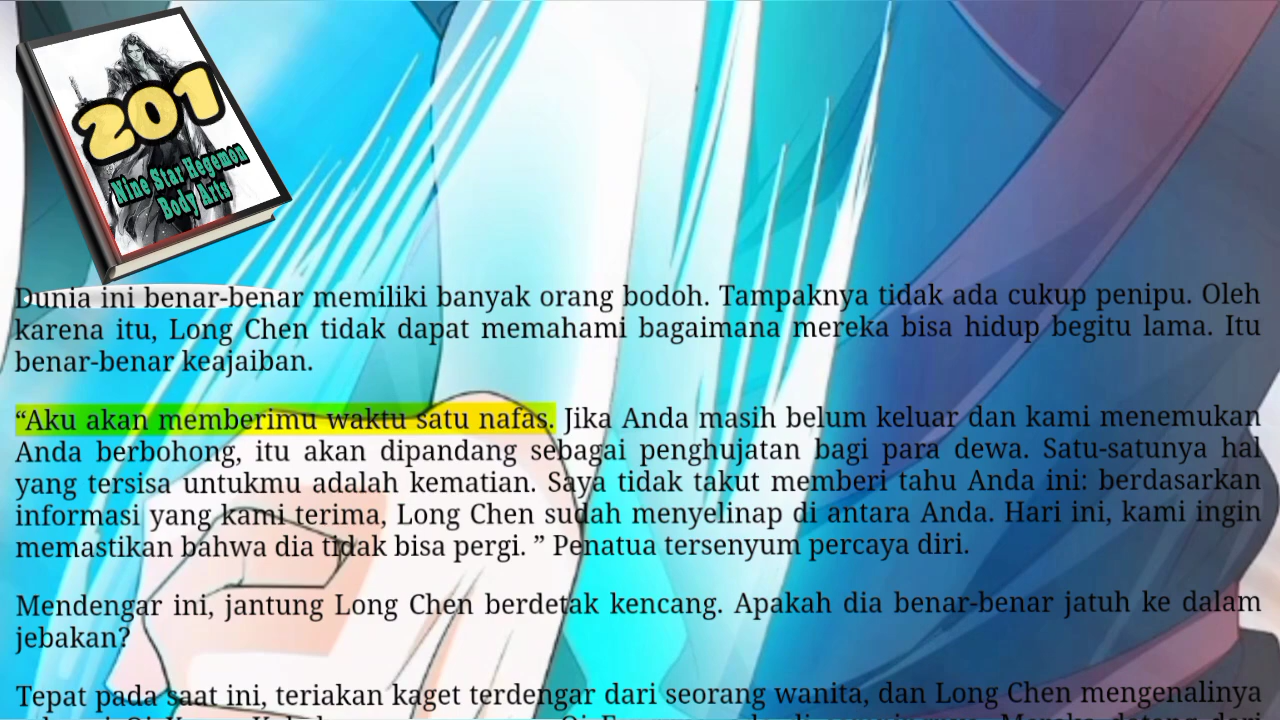 201
Nine Star Hegemon
Body Arts
Dunia ini benar-benar memiliki banyak orang bodoh. Tampaknya tidak ada cukup penipu. Oleh
karena itu, Long Chen tidak dapat memahami bagaimana mereka bisa hidup begitu lama. Itu
benar-benar keajaiban.
“Aku akan memberimu waktu satu nafas. Jika Anda masih belum keluar dan kami menemukan
Anda berbohong, itu akan dipandang sebagai penghujatan bagi para dewa. Satu-satunya hal
yang tersisa untukmu adalah kematian. Saya tidak takut memberi tahu Anda ini: berdasarkan
informasi yang kami terima, Long Chen sudah menyelinap di antara Anda. Hari ini, kami ingin
memastikan bahwa dia tidak bisa pergi. ” Penatua tersenyum percaya diri.
Mendengar ini, jantung Long Chen berdetak kencang. Apakah dia benar-benar jatuh ke dalam
jebakan?
Tepat pada saat ini, teriakan kaget terdengar dari seorang wanita, dan Long Chen mengenalinya